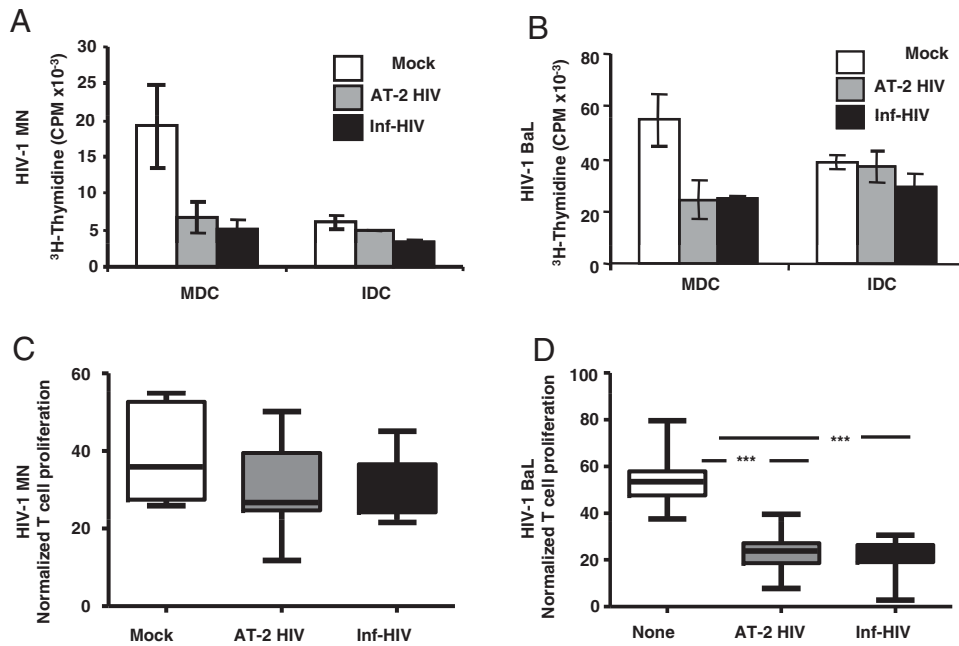 A
HIV-1 MN
³H-Thymidine (CPM x10⁻³)
30
25
20
15
10
5
0
Mock
AT-2 HIV
Inf-HIV
MDC
IDC
B
HIV-1 BaL
³H-Thymidine (CPM x10⁻³)
80
60
40
20
0
Mock
AT-2 HIV
Inf-HIV
MDC
IDC
C
HIV-1 MN
Normalized T cell proliferation
60
40
20
0
Mock
AT-2 HIV
Inf-HIV
D
HIV-1 BaL
Normalized T cell proliferation
100
80
60
40
20
0
***
***
None
AT-2 HIV
Inf-HIV